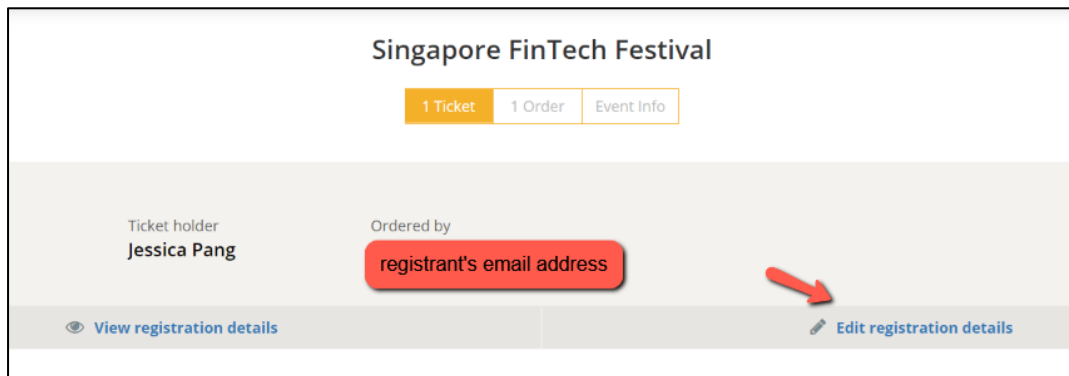 Singapore FinTech Festival
1 Ticket 1 Order Event Info
Ticket holder Ordered by
Jessica Pang
registrant's email address
View registration details Edit registration details